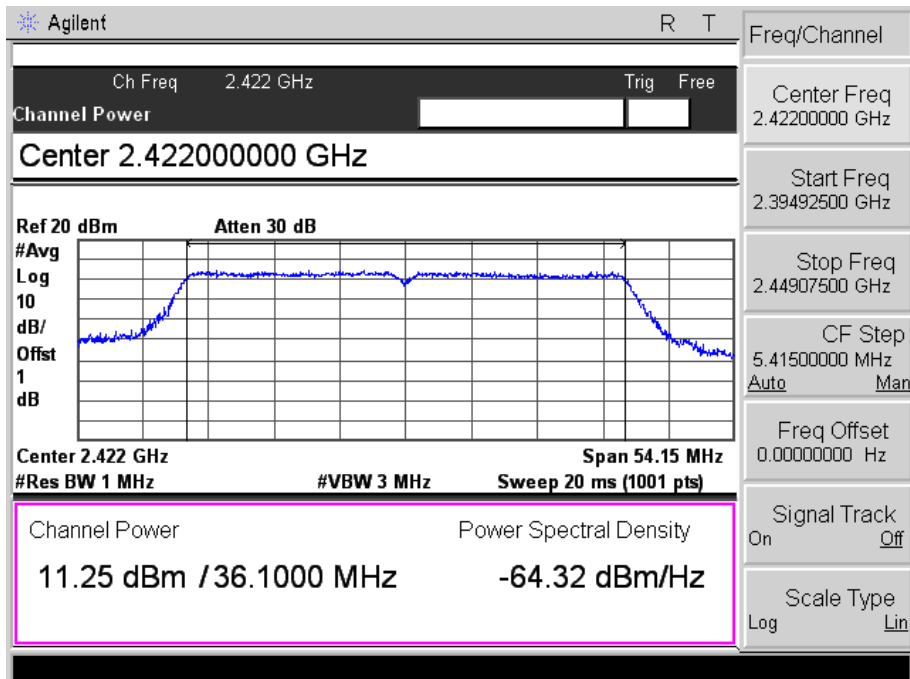 Agilent R T
Ch Freq 2.422 GHz Trig Free
Channel Power
Center 2.422000000 GHz
Ref 20 dBm Atten 30 dB
#Avg
Log
10
dB/
Offst
1
dB
Center 2.422 GHz Span 54.15 MHz
#Res BW 1 MHz #VBW 3 MHz Sweep 20 ms (1001 pts)
Channel Power Power Spectral Density
11.25 dBm / 36.1000 MHz -64.32 dBm/Hz
Freq/Channel
Center Freq
2.42200000 GHz
Start Freq
2.39492500 GHz
Stop Freq
2.44907500 GHz
CF Step
5.41500000 MHz
Auto Man
Freq Offset
0.00000000 Hz
Signal Track
On Off
Scale Type
Log Lin